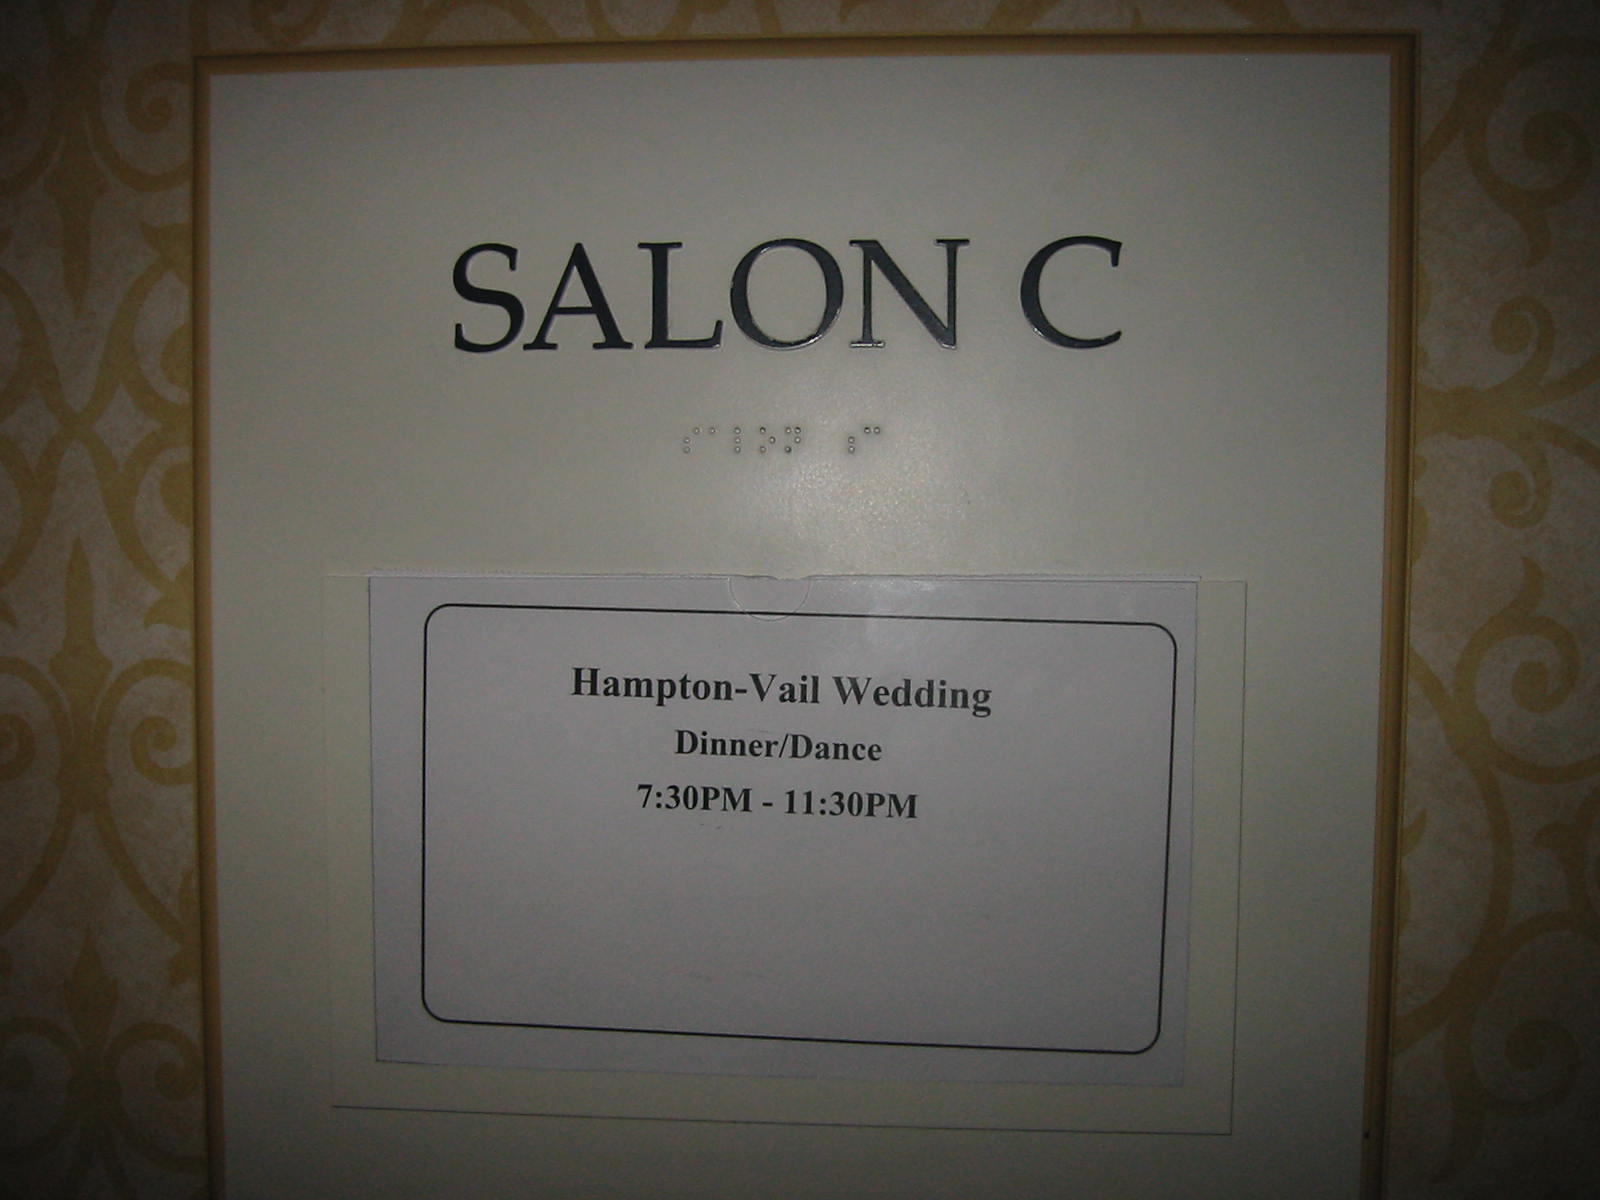 SALON C
Hampton-Vail Wedding
Dinner/Dance
7:30PM - 11:30PM